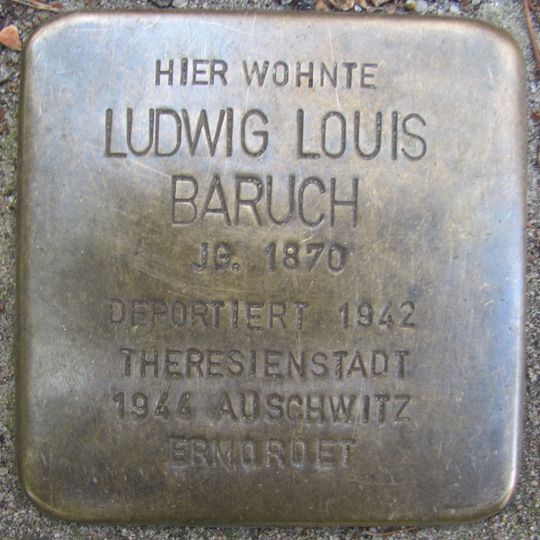 HIER WOHNTE
LUDWIG LOUIS
BARUCH
JG. 1870
DEPORTIERT 1942
THERESIENSTADT
1944 AUSCHWITZ
ERMORDET